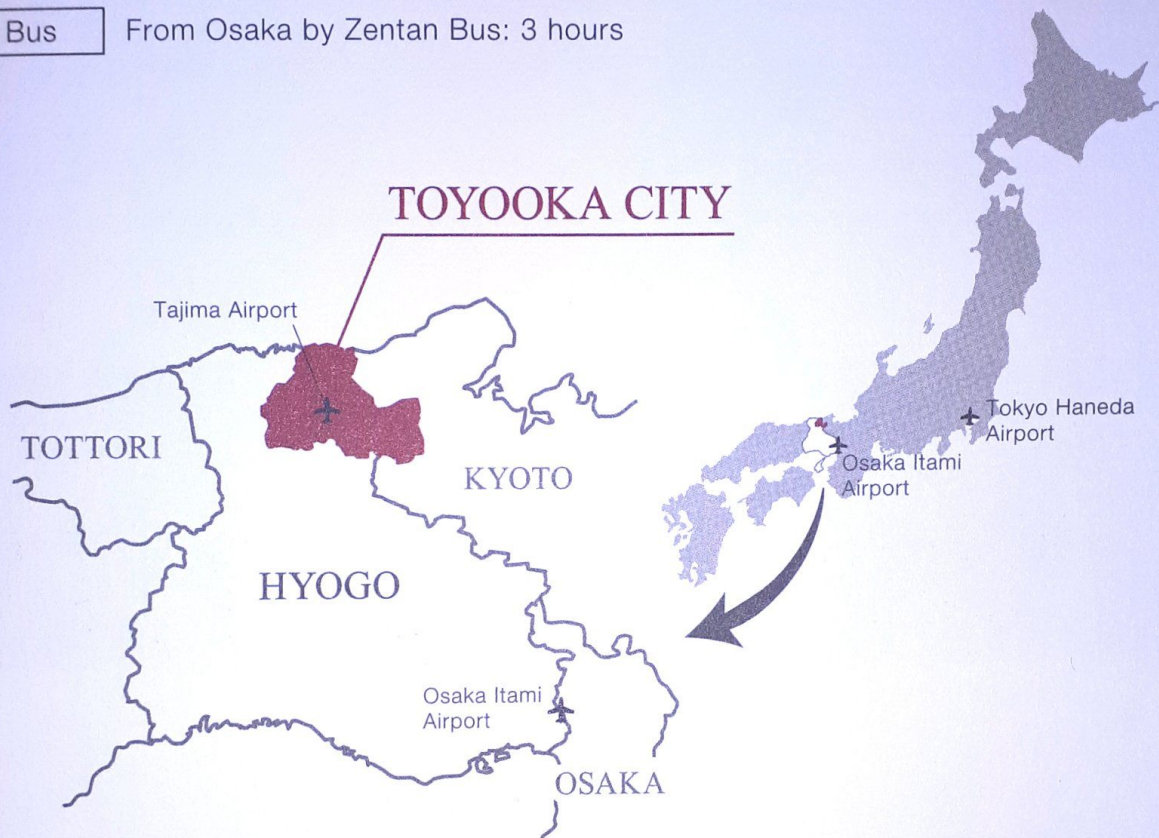 Bus
From Osaka by Zentan Bus: 3 hours
TOYOOKA CITY
Tajima Airport
TOTTORI
KYOTO
HYOGO
Osaka Itami
Airport
OSAKA
Tokyo Haneda
Airport
Osaka Itami
Airport